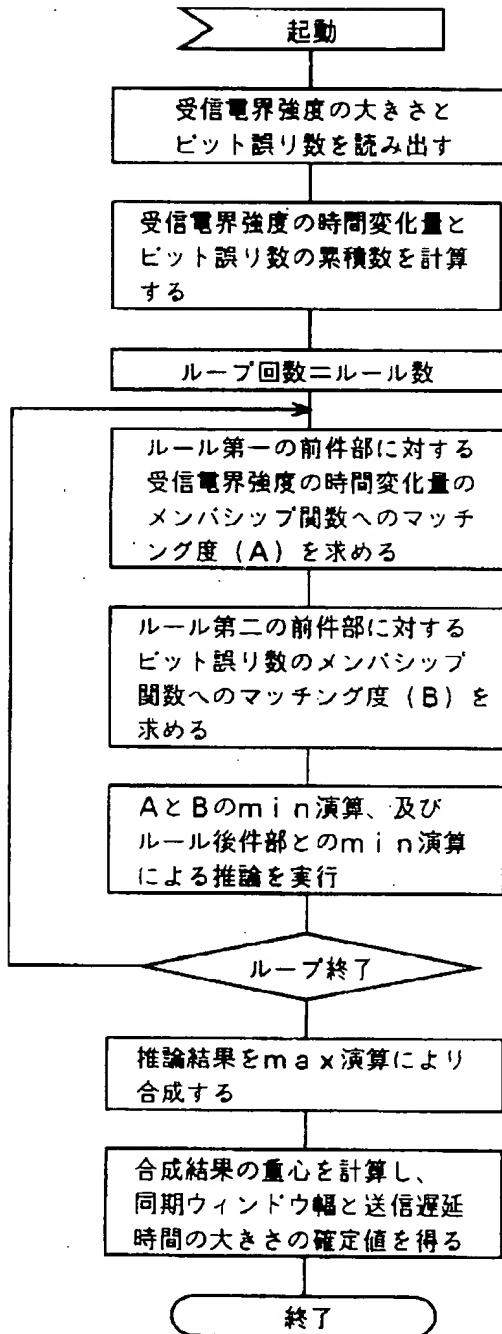 起動
受信電界強度の大きさと
ビット誤り数を読み出す
受信電界強度の時間変化量と
ビット誤り数の累積数を計算
する
ループ回数＝ルール数
ルール第一の前件部に対する
受信電界強度の時間変化量の
メンバシップ関数へのマッチ
ング度（A）を求める
ルール第二の前件部に対する
ビット誤り数のメンバシップ
関数へのマッチング度（B）を
求める
AとBのmin演算、及び
ルール後件部とのmin演算
による推論を実行
ループ終了
推論結果をmax演算により
合成する
合成結果の重心を計算し、
同期ウィンドウ幅と送信遅延
時間の大きさの確定値を得る
終了